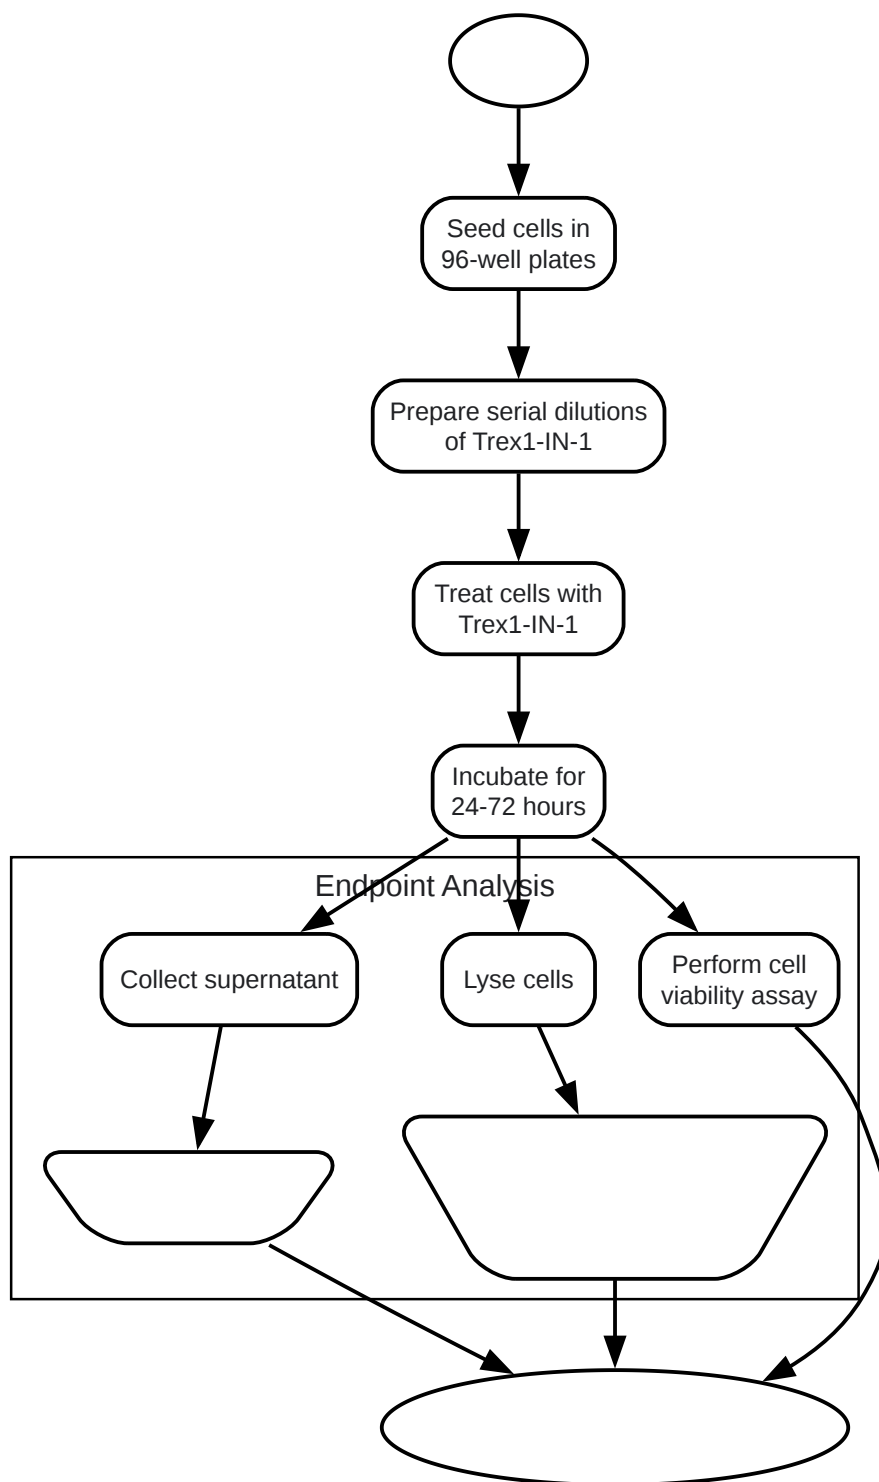 Seed cells in
96-well plates
Prepare serial dilutions
of Trex1-IN-1
Treat cells with
Trex1-IN-1
Incubate for
24-72 hours
Endpoint Analysis
Collect supernatant
Lyse cells
Perform cell
viability assay